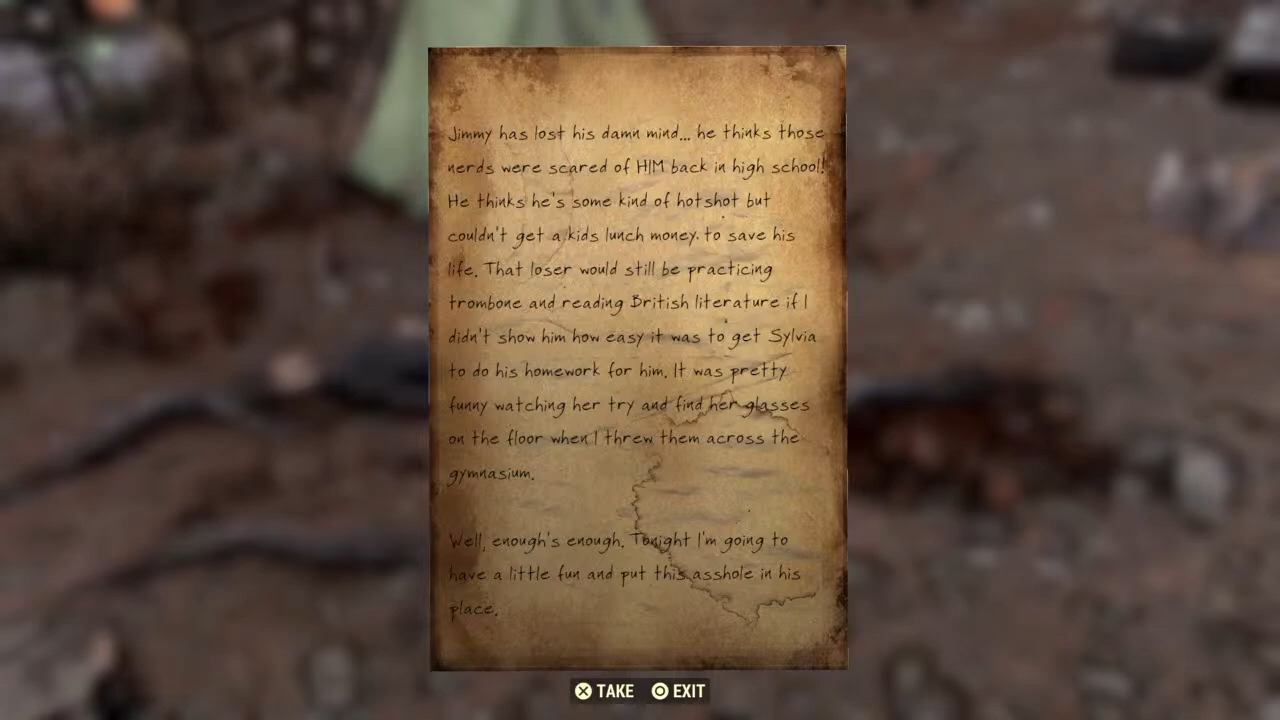 Jimmy has lost his damn mind... he thinks those
nerds were scared of HIM back in high school!
He thinks he's some kind of hotshot but
couldn't get a kids lunch money. to save his
life. That loser would still be practicing
trombone and reading British literature if I
didn't show him how easy it was to get Sylvia
to do his homework for him. It was pretty
funny watching her try and find her glasses
on the floor when I threw them across the
gymnasium.
Well, enough's enough. Tonight I'm going to
have a little fun and put this asshole in his
place.
TAKE EXIT